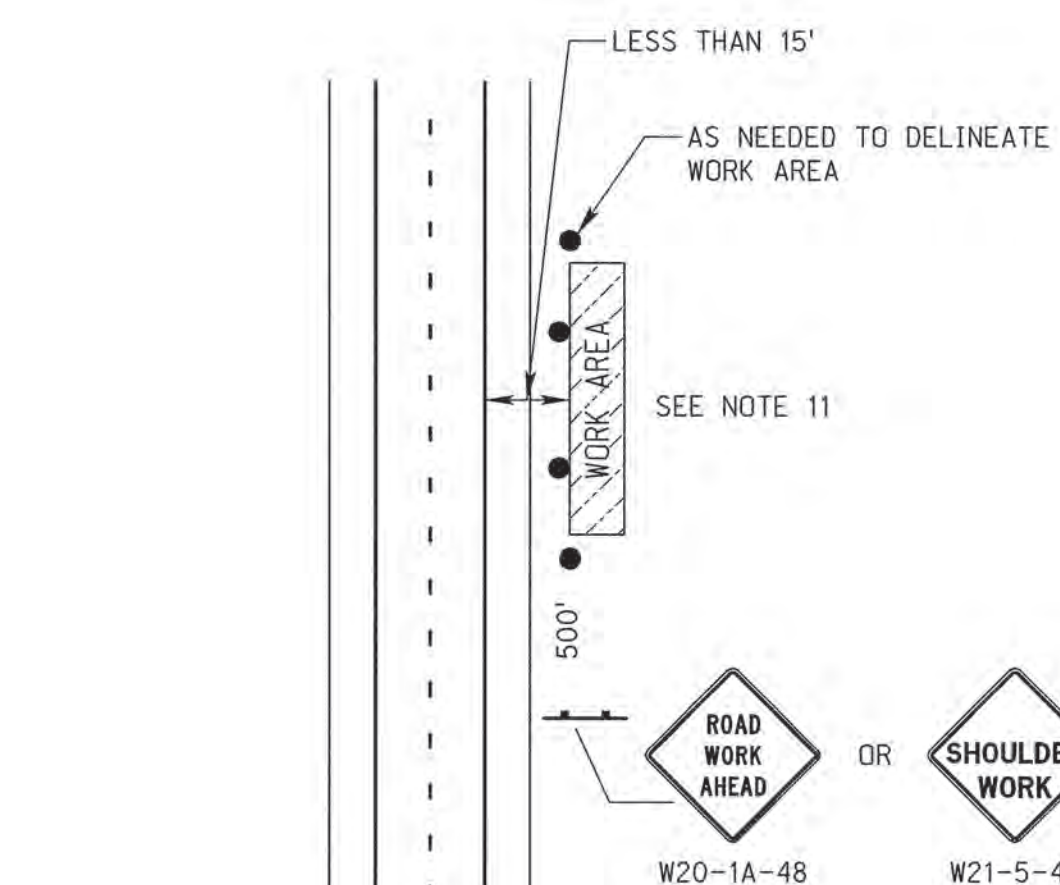 LESS THAN 15'
AS NEEDED TO DELINEATE
WORK AREA
WORK AREA
SEE NOTE 11
500'
ROAD
WORK
AHEAD
OR
WORK
W20-1A-48